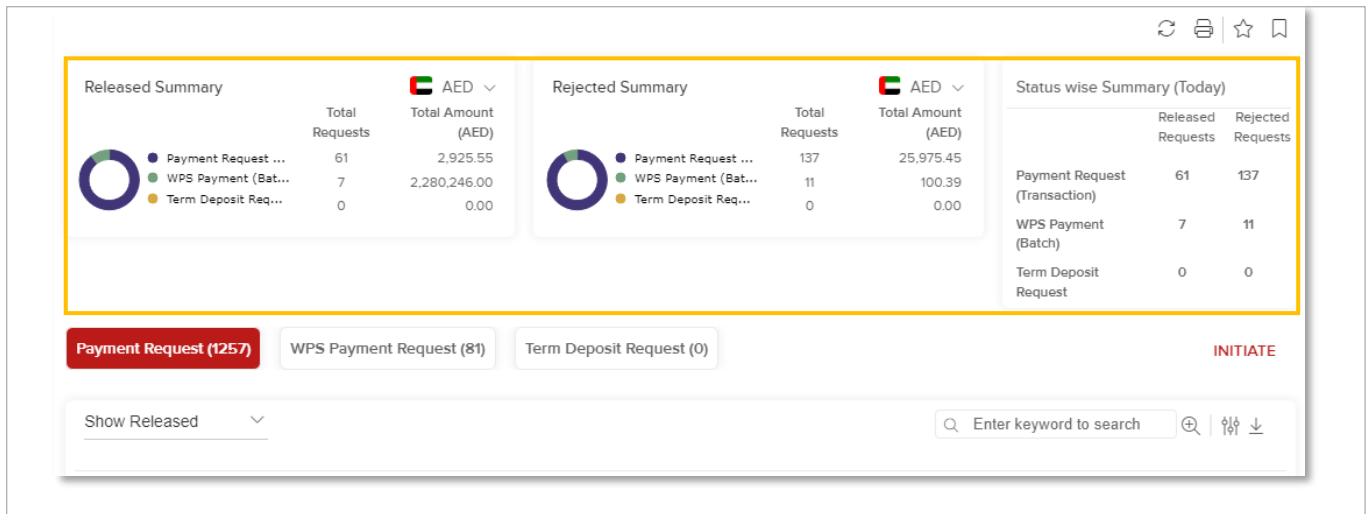 Released Summary
AED
Total Requests
Total Amount (AED)
Payment Request ... 61 2,925.55
WPS Payment (Bat... 7 2,280,246.00
Term Deposit Req... 0 0.00
Rejected Summary
AED
Total Requests
Total Amount (AED)
Payment Request ... 137 25,975.45
WPS Payment (Bat... 11 100.39
Term Deposit Req... 0 0.00
Status wise Summary (Today)
Released Requests
Rejected Requests
Payment Request (Transaction) 61 137
WPS Payment (Batch) 7 11
Term Deposit Request 0 0
Payment Request (1257)
WPS Payment Request (81)
Term Deposit Request (0)
INITIATE
Show Released
Enter keyword to search